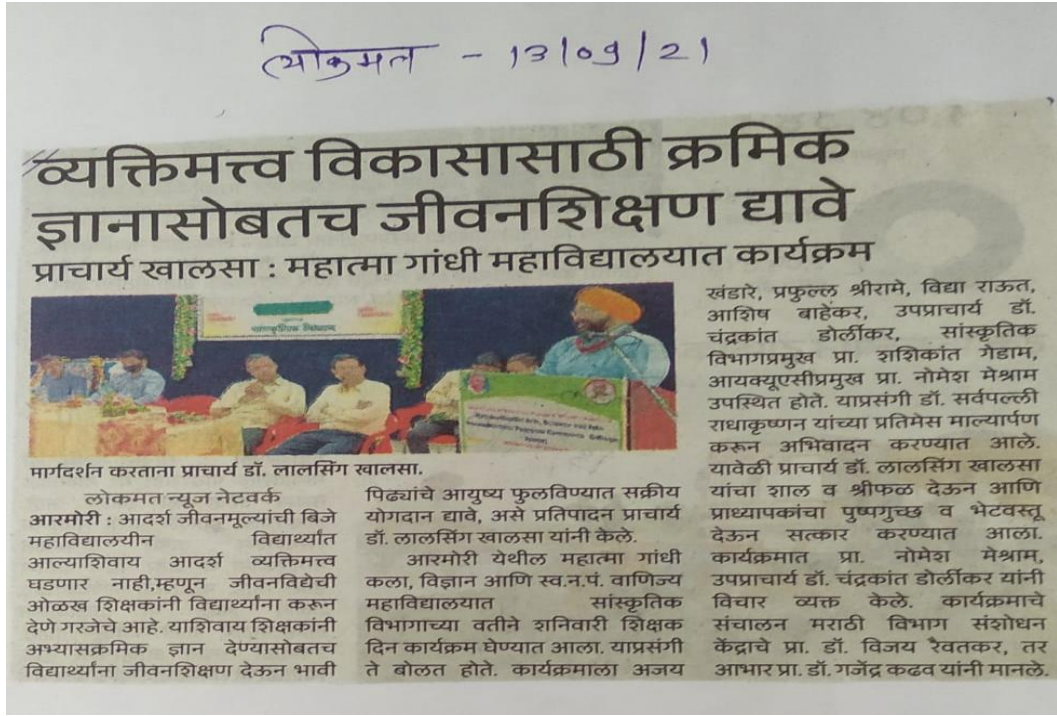 लोकमत - 13/09/21
व्यक्तिमत्त्व विकासासाठी क्रमिक
ज्ञानासोबतच जीवनशिक्षण द्यावे
प्राचार्य खालसा : महात्मा गांधी महाविद्यालयात कार्यक्रम
सांस्कृतिक विभाग
मार्गदर्शन करताना प्राचार्य डॉ. लालसिंग खालसा.
लोकमत न्यूज नेटवर्क
आरमोरी : आदर्श जीवनमूल्यांची बिजे
महाविद्यालयीन विद्यार्थ्यांत
आल्याशिवाय आदर्श व्यक्तिमत्त्व
घडणार नाही,म्हणून जीवनविद्येची
ओळख शिक्षकांनी विद्यार्थ्यांना करून
देणे गरजेचे आहे. याशिवाय शिक्षकांनी
अभ्यासक्रमिक ज्ञान देण्यासोबतच
विद्यार्थ्यांना जीवनशिक्षण देऊन भावी
पिढ्यांचे आयुष्य फुलविण्यात सक्रीय
योगदान द्यावे, असे प्रतिपादन प्राचार्य
डॉ. लालसिंग खालसा यांनी केले.
आरमोरी येथील महात्मा गांधी
कला, विज्ञान आणि स्व.न.पं. वाणिज्य
महाविद्यालयात सांस्कृतिक
विभागाच्या वतीने शनिवारी शिक्षक
दिन कार्यक्रम घेण्यात आला. याप्रसंगी
ते बोलत होते. कार्यक्रमाला अजय
खंडारे, प्रफुल्ल श्रीरामे, विद्या राऊत,
आशिष बाहेकर, उपप्राचार्य डॉ.
चंद्रकांत डोर्लीकर, सांस्कृतिक
विभागप्रमुख प्रा. शशिकांत गेडाम,
आयक्यूएसीप्रमुख प्रा. नोमेश मेश्राम
उपस्थित होते. याप्रसंगी डॉ. सर्वपल्ली
राधाकृष्णन यांच्या प्रतिमेस माल्यार्पण
करून अभिवादन करण्यात आले.
यावेळी प्राचार्य डॉ. लालसिंग खालसा
यांचा शाल व श्रीफळ देऊन आणि
प्राध्यापकांचा पुष्पगुच्छ व भेटवस्तू
देऊन सत्कार करण्यात आला.
कार्यक्रमात प्रा. नोमेश मेश्राम,
उपप्राचार्य डॉ. चंद्रकांत डोर्लीकर यांनी
विचार व्यक्त केले. कार्यक्रमाचे
संचालन मराठी विभाग संशोधन
केंद्राचे प्रा. डॉ. विजय रैवतकर, तर
आभार प्रा. डॉ. गजेंद्र कढव यांनी मानले.